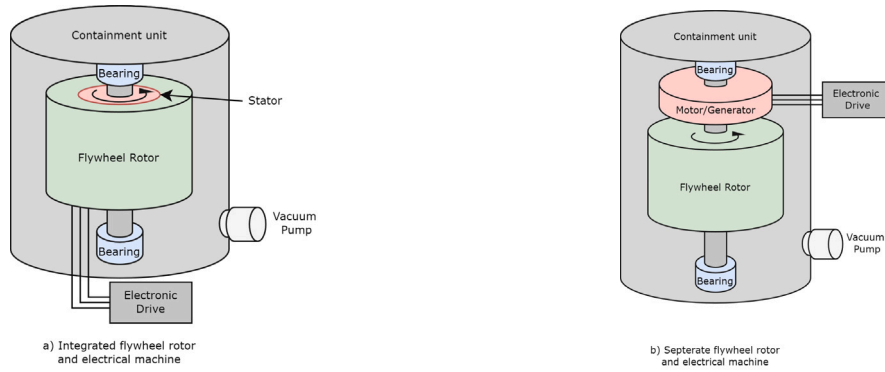 Containment unit
Bearing
Stator
Flywheel Rotor
Vacuum
Pump
Bearing
Electronic
Drive
a) Integrated flywheel rotor
and electrical machine
Containment unit
Bearing
Motor/Generator
Electronic
Drive
Flywheel Rotor
Vacuum
Pump
Bearing
b) Septerate flywheel rotor
and electrical machine